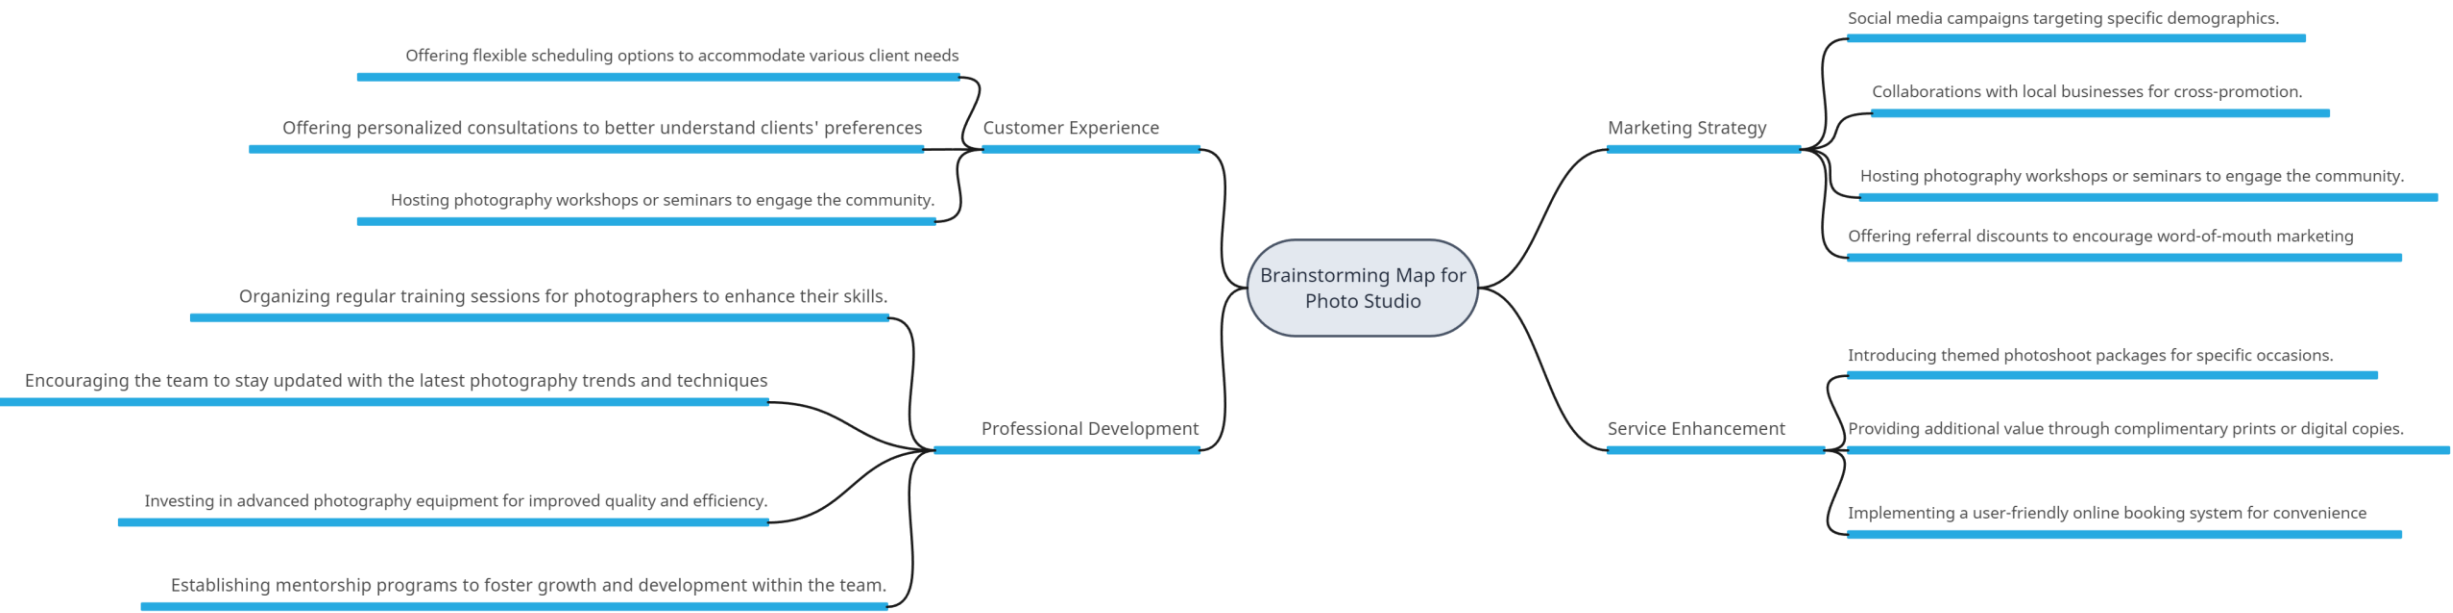 Offering flexible scheduling options to accommodate various client needs
Offering personalized consultations to better understand clients' preferences
Hosting photography workshops or seminars to engage the community.
Customer Experience
Organizing regular training sessions for photographers to enhance their skills.
Encouraging the team to stay updated with the latest photography trends and techniques
Investing in advanced photography equipment for improved quality and efficiency.
Establishing mentorship programs to foster growth and development within the team.
Professional Development
Brainstorming Map for
Photo Studio
Marketing Strategy
Social media campaigns targeting specific demographics.
Collaborations with local businesses for cross-promotion.
Hosting photography workshops or seminars to engage the community.
Offering referral discounts to encourage word-of-mouth marketing
Service Enhancement
Introducing themed photoshoot packages for specific occasions.
Providing additional value through complimentary prints or digital copies.
Implementing a user-friendly online booking system for convenience